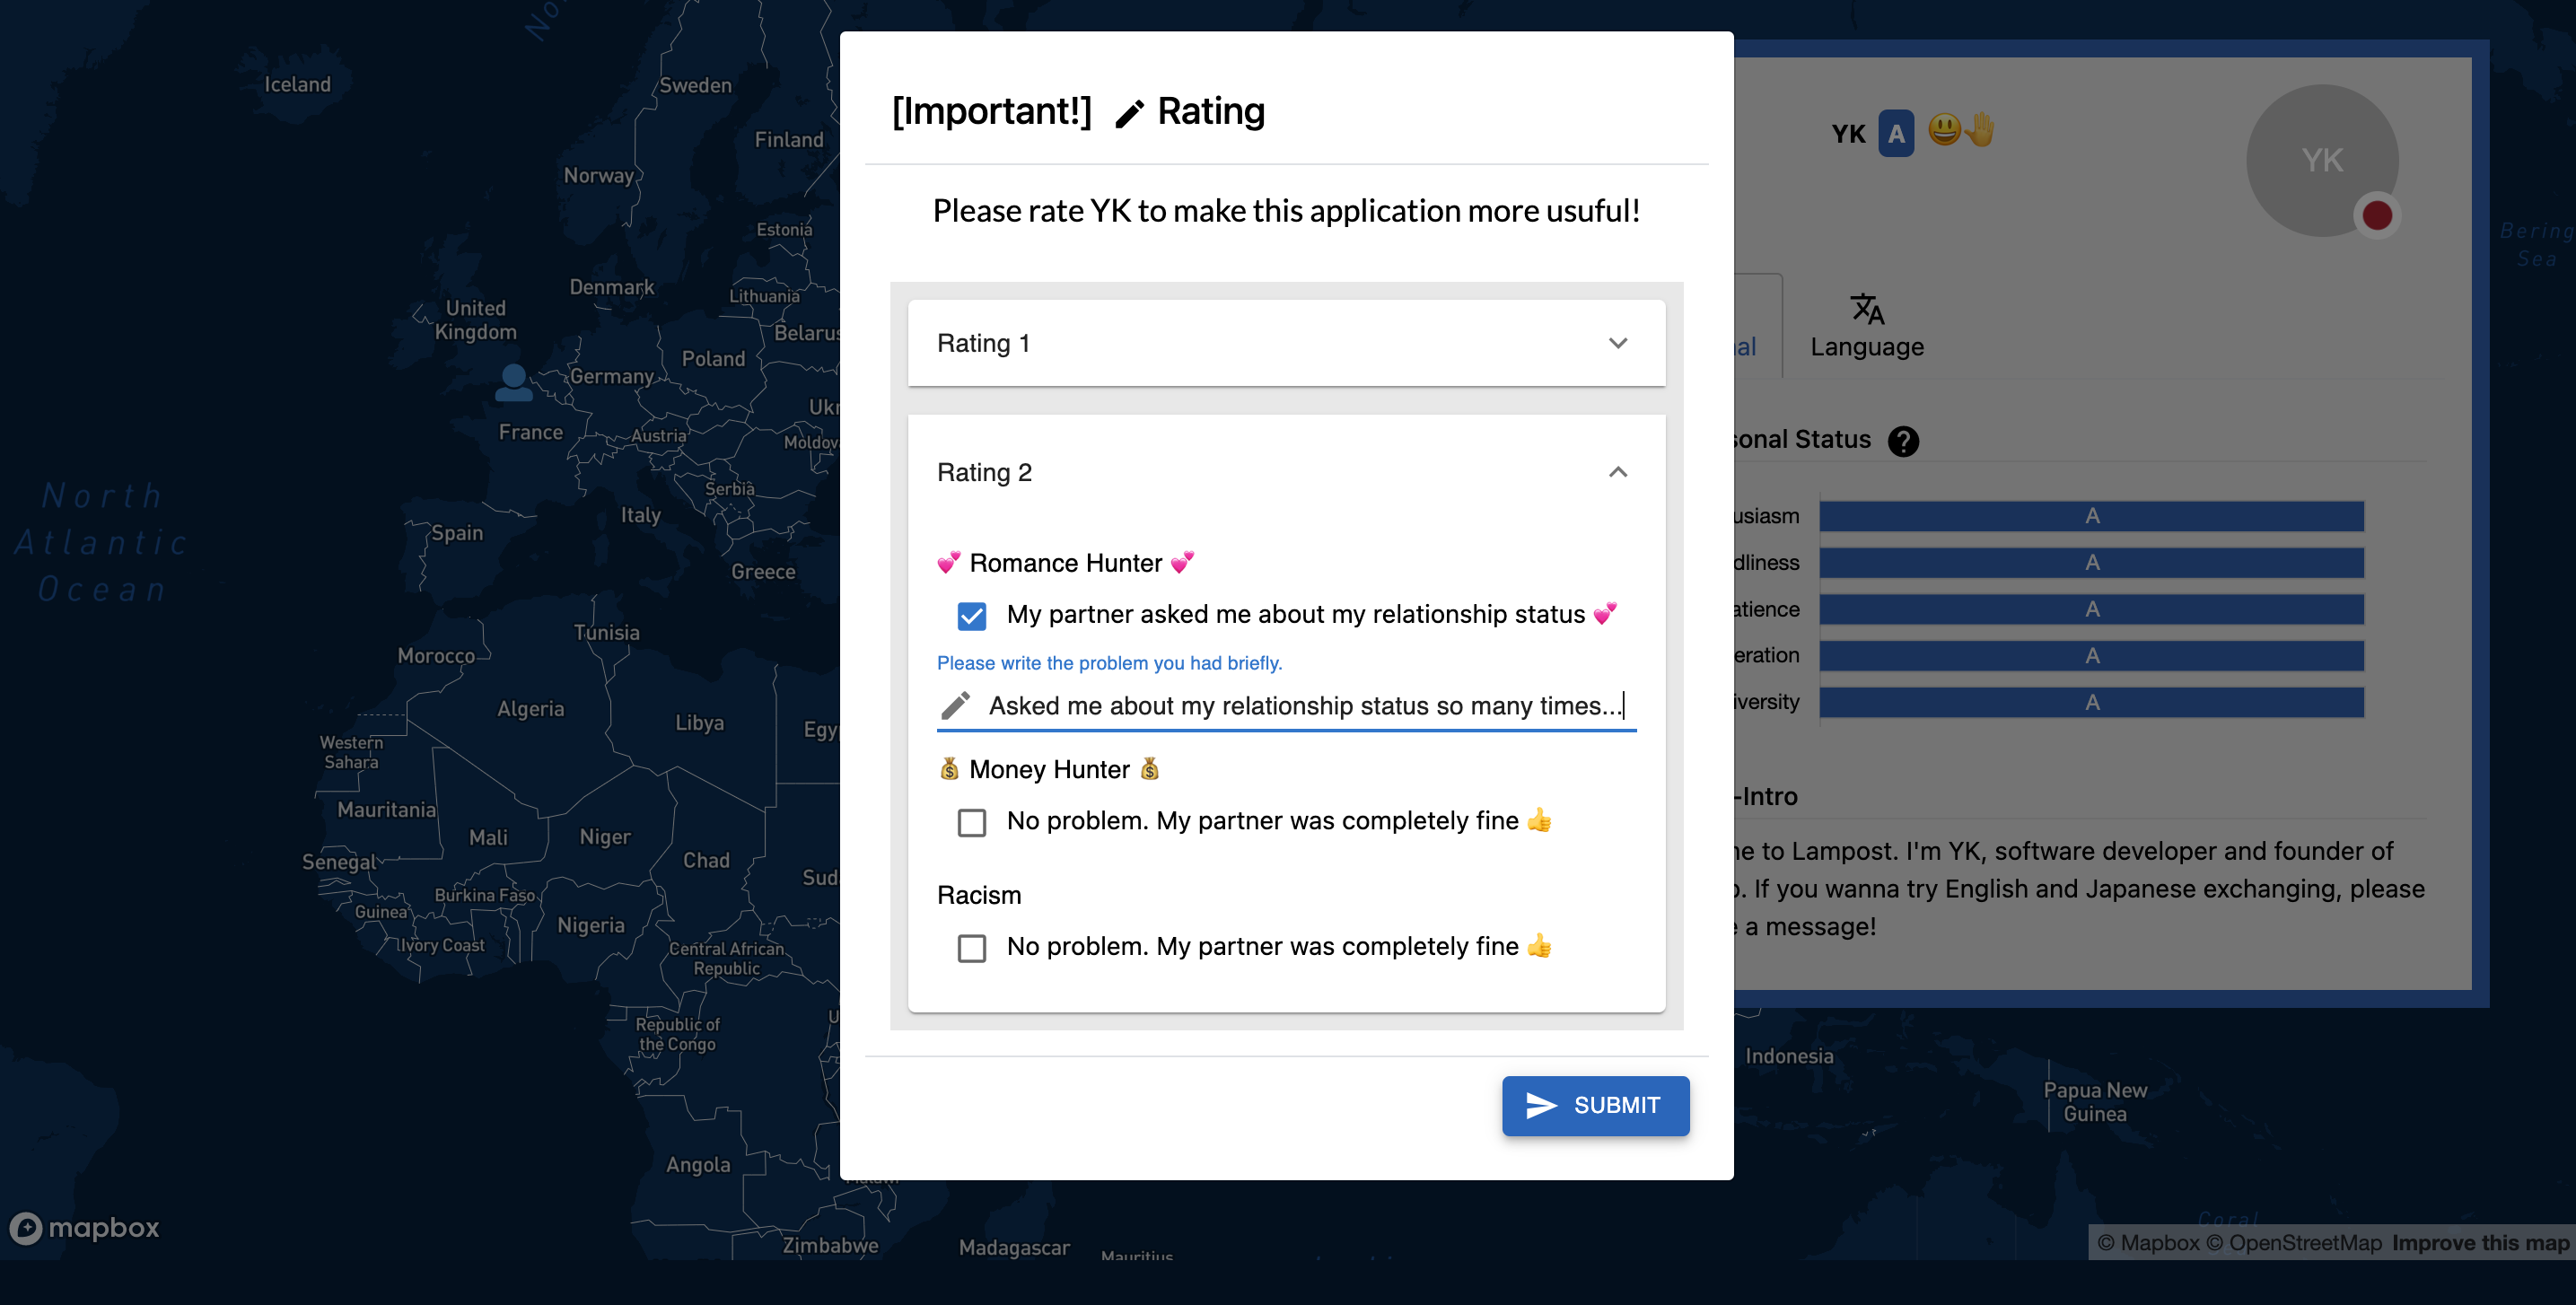 [Important!] Rating
Please rate YK to make this application more usuful!
Rating 1
Rating 2
💕 Romance Hunter 💕
My partner asked me about my relationship status 💕
Please write the problem you had briefly.
Asked me about my relationship status so many times...
💰 Money Hunter 💰
No problem. My partner was completely fine 👍
Racism
No problem. My partner was completely fine 👍
SUBMIT
YK A 😃🤚
YK
al
Language
sonal Status
usiasm A
dliness A
atience A
eration A
iversity A
-Intro
e to Lampost. I'm YK, software developer and founder of
. If you wanna try English and Japanese exchanging, please
a message!
Iceland
Sweden
Finland
Norway
Estonia
Denmark
Lithuania
United
Kingdom
Belarus
Poland
Germany
Ukr
France
Austria
Moldov
Serbia
Italy
Spain
Greece
North
Atlantic
Ocean
Tunisia
Morocco
Algeria
Libya
Egy
Western
Sahara
Mauritania
Mali
Niger
Chad
Sud
Senegal
Burkina Faso
Guinea
Nigeria
Ivory Coast
Central African
Republic
Republic of
the Congo
Angola
Zimbabwe
Madagascar
Mauritius
Bering
Sea
Indonesia
Papua New
Guinea
Coral
mapbox
© Mapbox © OpenStreetMap Improve this map